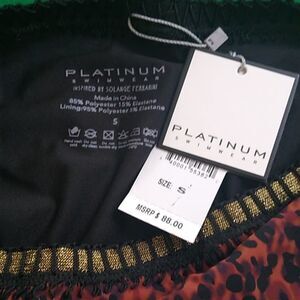 PLATINUM
SWIMWEAR
INSPIRED BY SOLANGE FERRARINI
Made in China
85% Polyester 15% Elastane
Lining:95% Polyester 5% Elastane
S
PLATINUM
SWIMWEAR
SIZE: S
MSRP $ 88.00